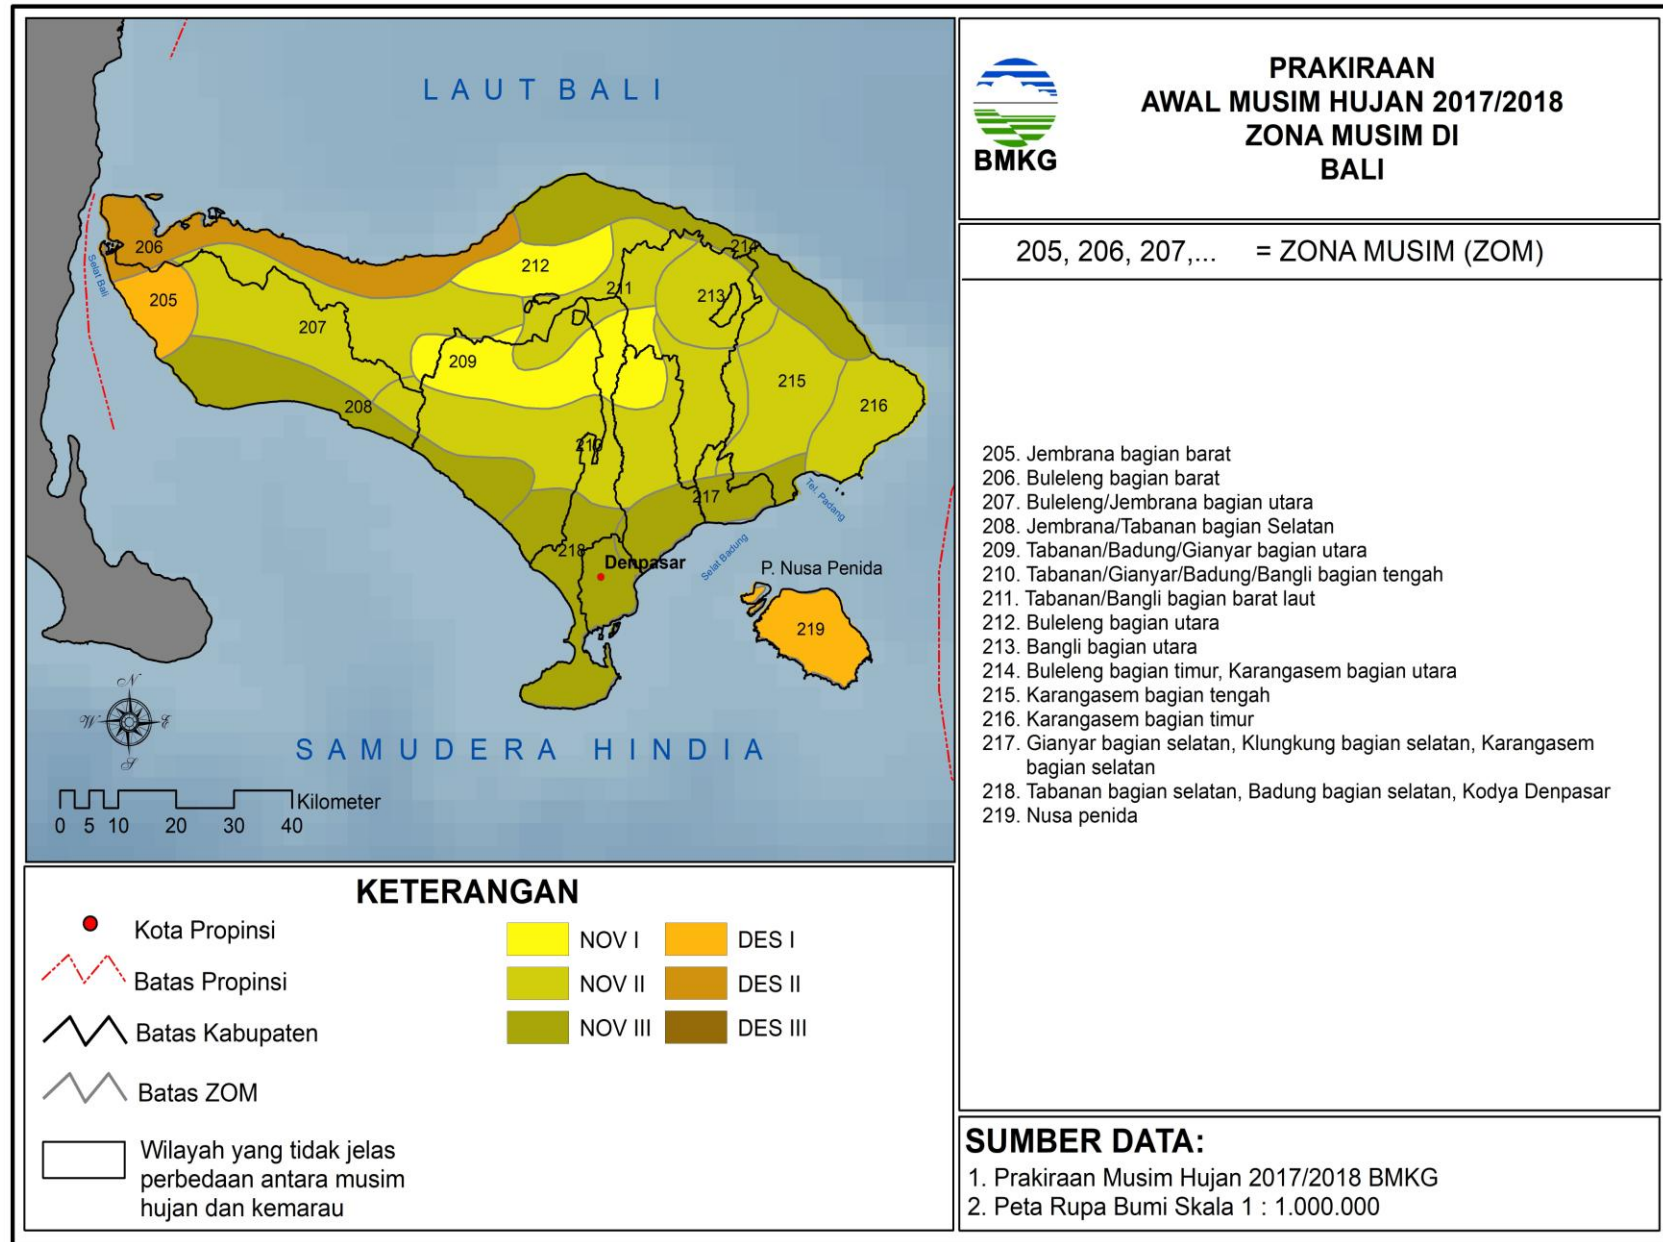 LAUT BALI
206
205
207
212
211
213
214
209
208
210
215
216
217
218
219
Selat Bali
Tel. Padang
Selat Badung
Denpasar
P. Nusa Penida
N
W
E
S
SAMUDERA HINDIA
Kilometer
0 5 10 20 30 40
BMKG
PRAKIRAAN
AWAL MUSIM HUJAN 2017/2018
ZONA MUSIM DI
BALI
205, 206, 207,... = ZONA MUSIM (ZOM)
205. Jembrana bagian barat
206. Buleleng bagian barat
207. Buleleng/Jembrana bagian utara
208. Jembrana/Tabanan bagian Selatan
209. Tabanan/Badung/Gianyar bagian utara
210. Tabanan/Gianyar/Badung/Bangli bagian tengah
211. Tabanan/Bangli bagian barat laut
212. Buleleng bagian utara
213. Bangli bagian utara
214. Buleleng bagian timur, Karangasem bagian utara
215. Karangasem bagian tengah
216. Karangasem bagian timur
217. Gianyar bagian selatan, Klungkung bagian selatan, Karangasem
bagian selatan
218. Tabanan bagian selatan, Badung bagian selatan, Kodya Denpasar
219. Nusa penida
KETERANGAN
Kota Propinsi
Batas Propinsi
Batas Kabupaten
Batas ZOM
Wilayah yang tidak jelas
perbedaan antara musim
hujan dan kemarau
NOV I DES I
NOV II DES II
NOV III DES III
SUMBER DATA:
1. Prakiraan Musim Hujan 2017/2018 BMKG
2. Peta Rupa Bumi Skala 1 : 1.000.000